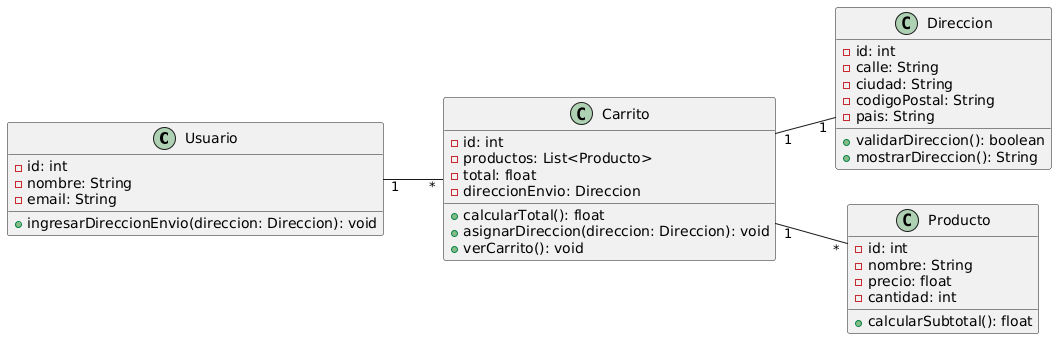 C Usuario
id: int
nombre: String
email: String
ingresarDireccionEnvio(direccion: Direccion): void
1
*
C Carrito
id: int
productos: List<Producto>
total: float
direccionEnvio: Direccion
calcularTotal(): float
asignarDireccion(direccion: Direccion): void
verCarrito(): void
1
1
C Direccion
id: int
calle: String
ciudad: String
codigoPostal: String
pais: String
validarDireccion(): boolean
mostrarDireccion(): String
1
*
C Producto
id: int
nombre: String
precio: float
cantidad: int
calcularSubtotal(): float